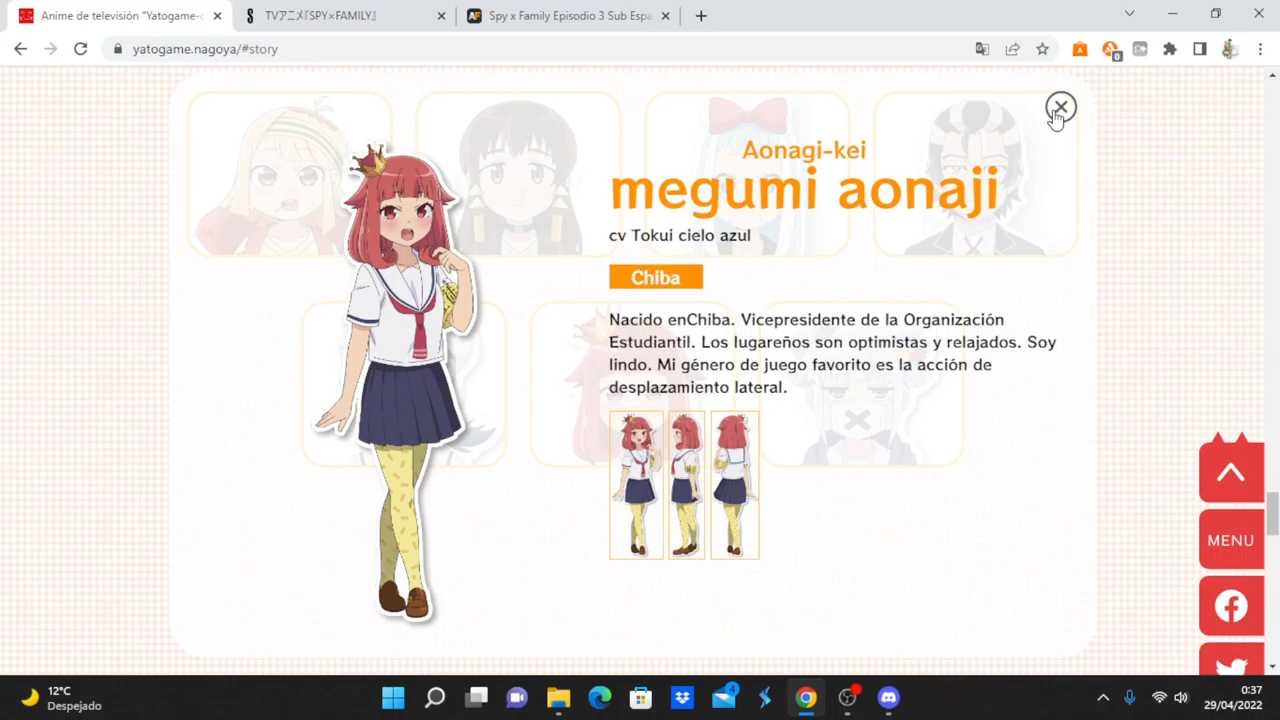 Anime de televisión "Yatogame-c
TVアニメ『SPY×FAMILY』
Spy x Family Episodio 3 Sub Espa
yatogame.nagoya/#story
0
Aonagi-kei
megumi aonaji
cv Tokui cielo azul
Chiba
Nacido enChiba. Vicepresidente de la Organización
Estudiantil. Los lugareños son optimistas y relajados. Soy
lindo. Mi género de juego favorito es la acción de
desplazamiento lateral.
MENU
12°C
Despejado
4
0:37
29/04/2022